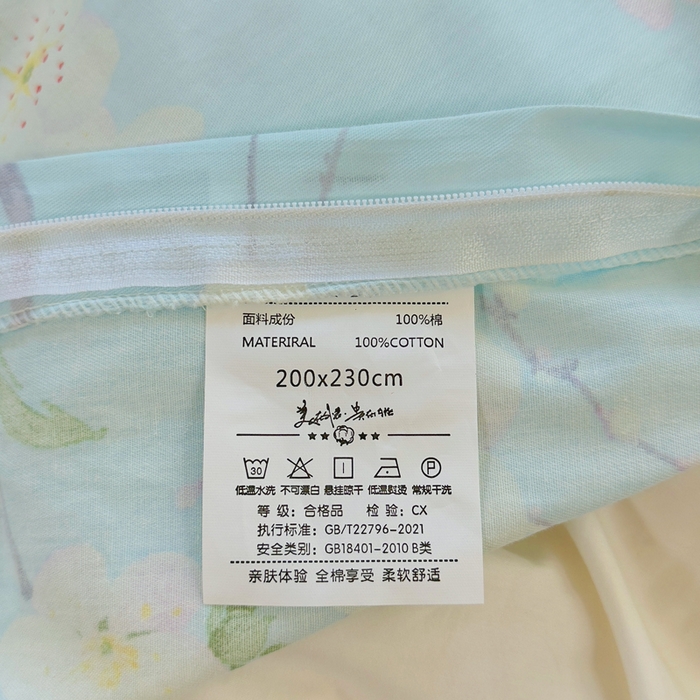 面料成份 100%棉
MATERIRAL 100%COTTON
200x230cm
30
低温水洗 不可漂白 悬挂晾干 低温熨烫 常规干洗
等 级：合格品 检 验：CX
执行标准：GB/T22796-2021
安全类别：GB18401-2010 B类
亲肤体验 全棉享受 柔软舒适